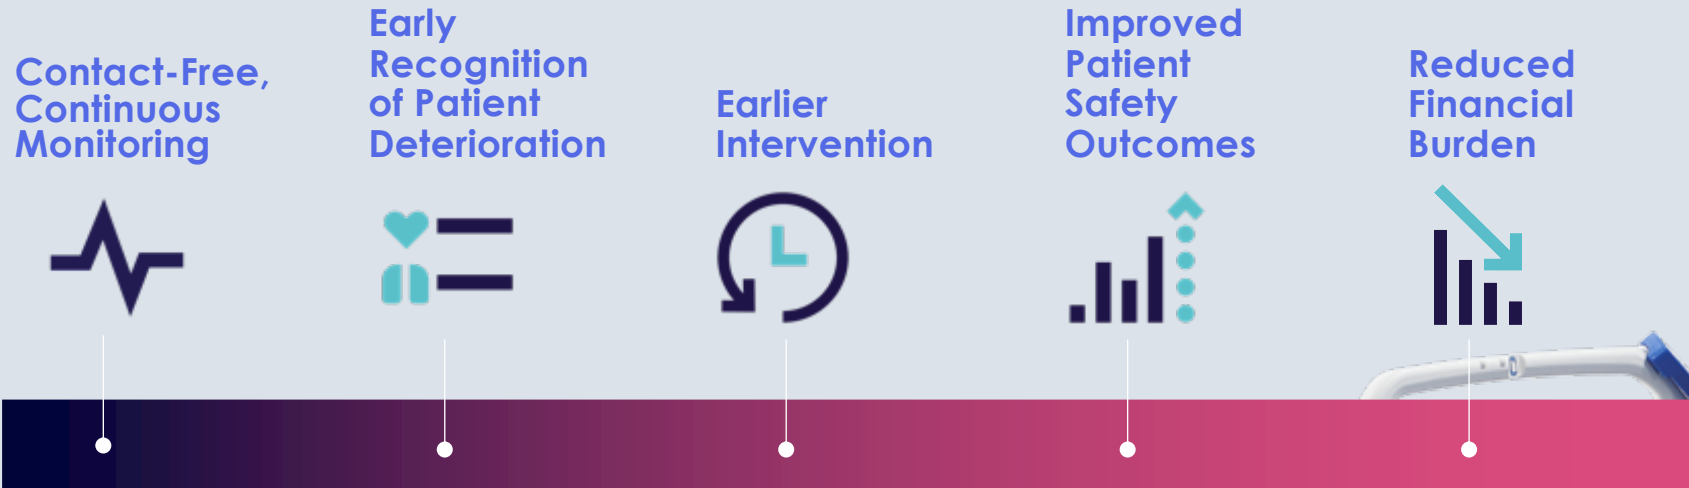 Contact-Free,
Continuous
Monitoring
Early
Recognition
of Patient
Deterioration
Earlier
Intervention
Improved
Patient
Safety
Outcomes
Reduced
Financial
Burden